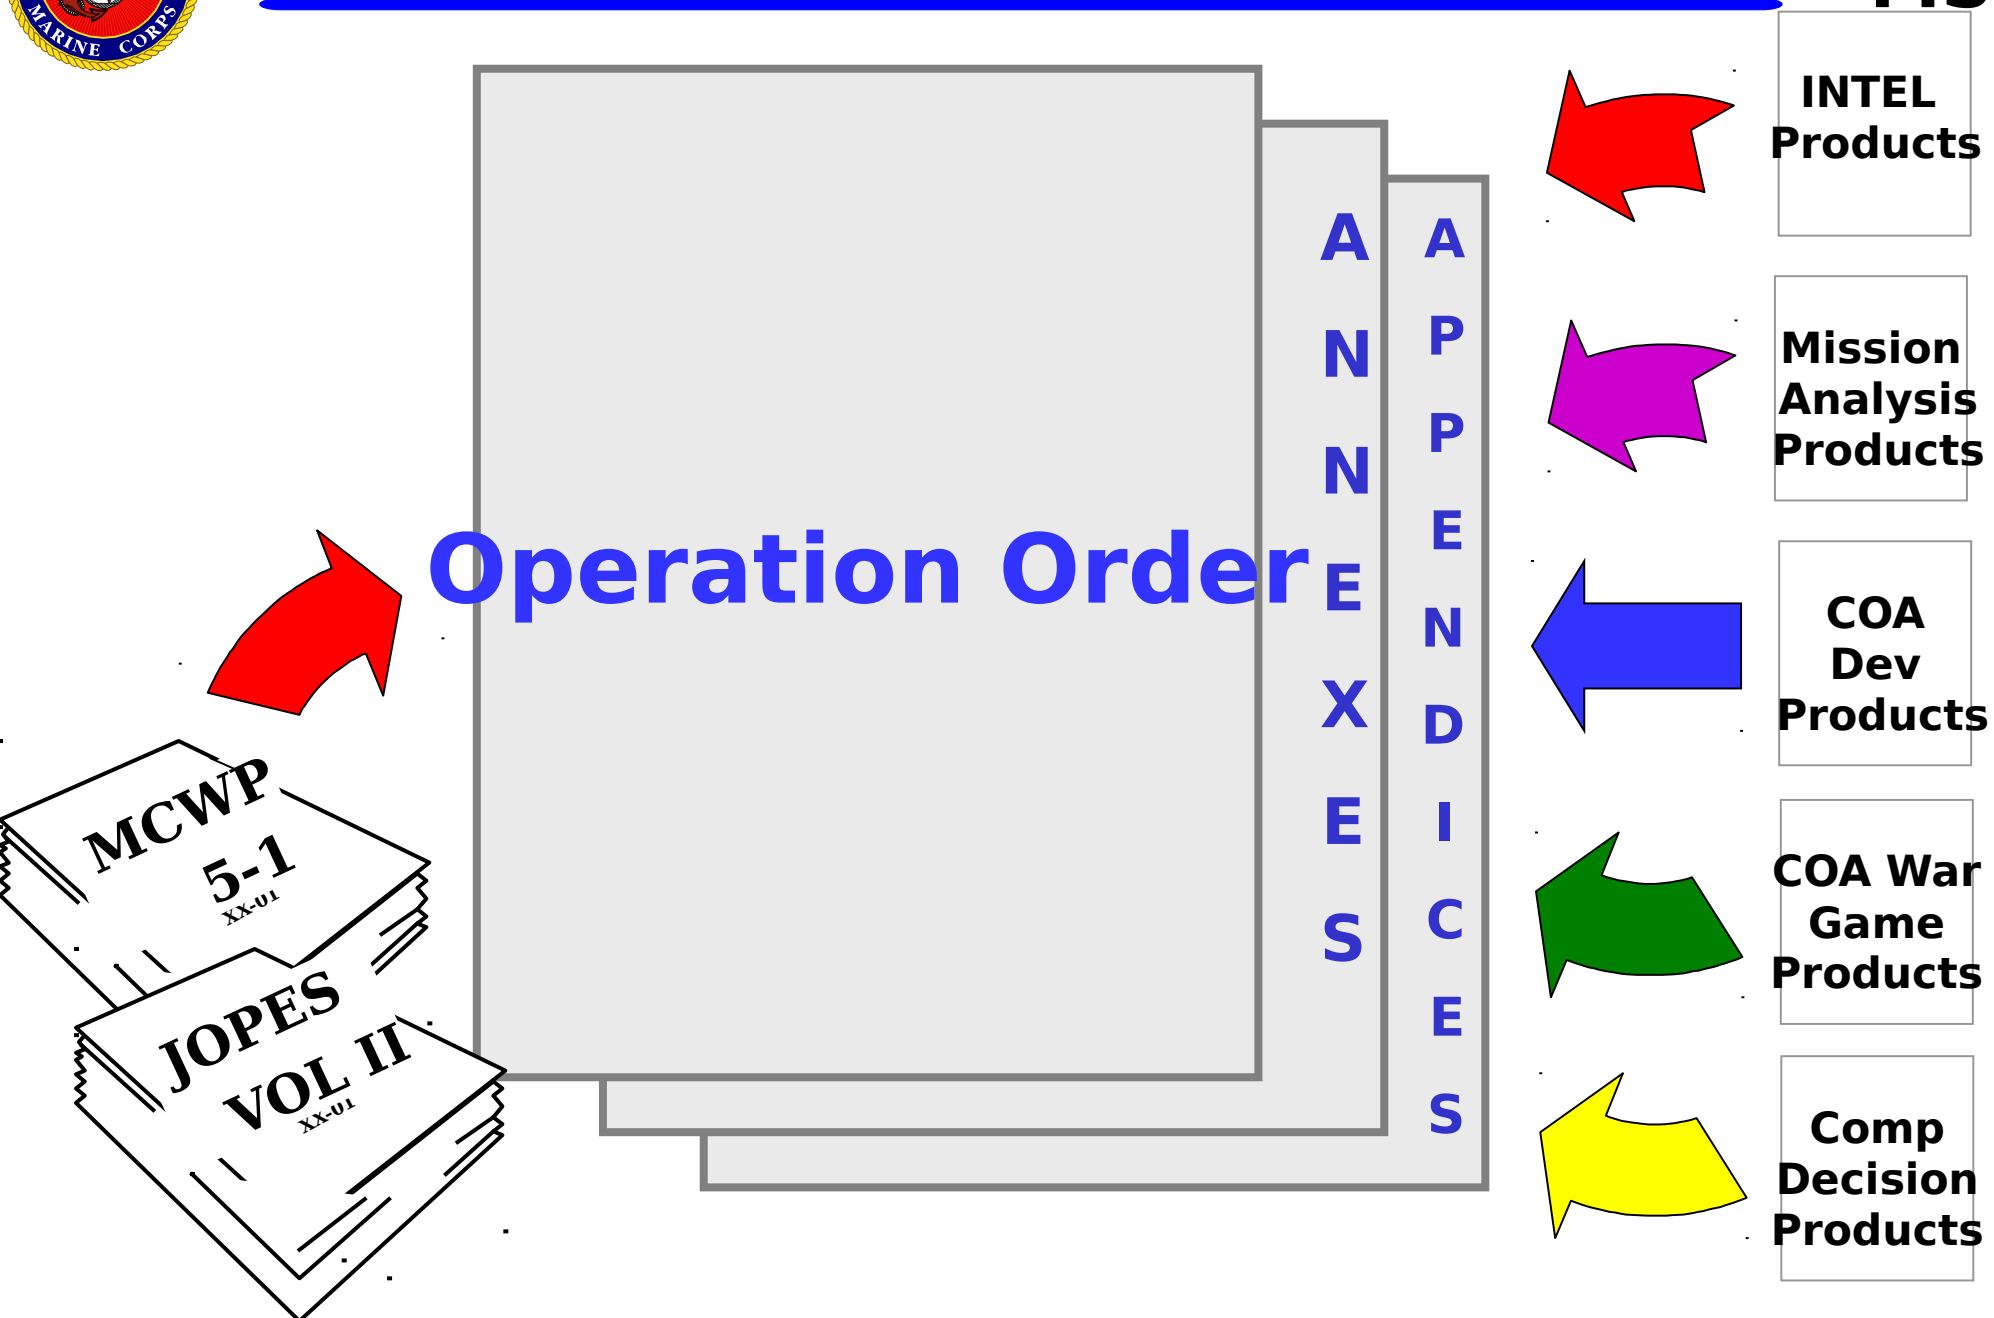 MARINE CORPS
INTEL
Products
Mission
Analysis
Products
COA
Dev
Products
COA War
Game
Products
Comp
Decision
Products
Operation Order
ANNEXES
APPENDICES
MCWP
5-1
XX-01
JOPES
VOL II
XX-01